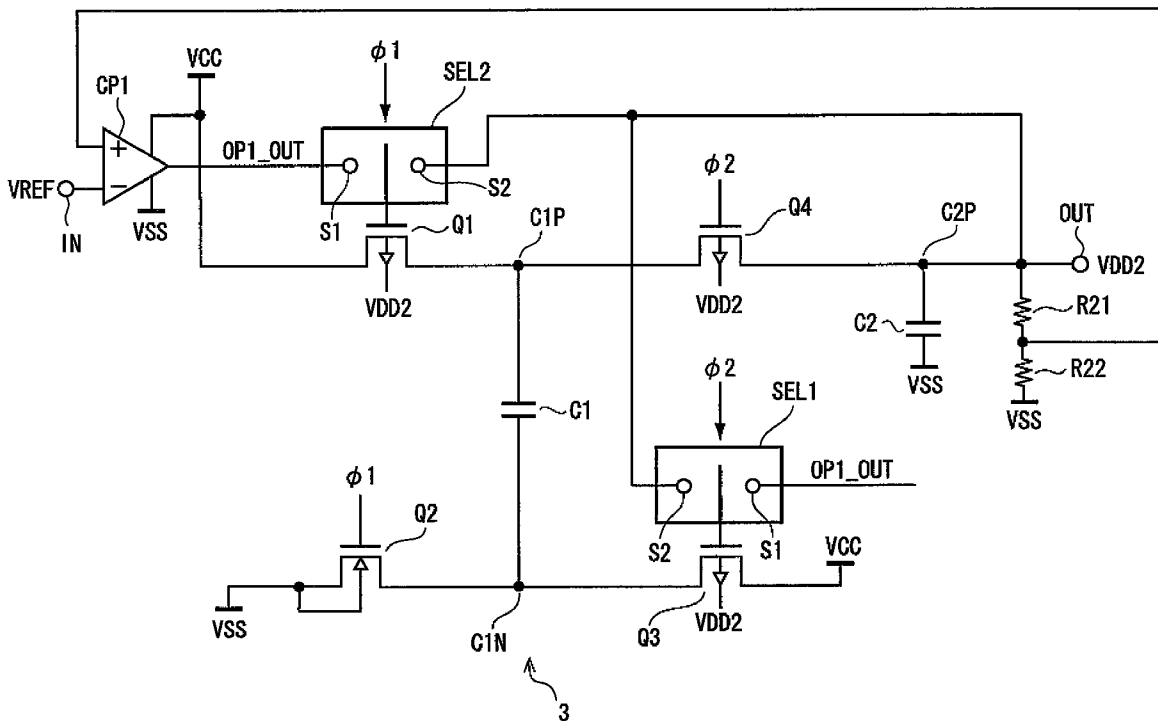 VCC
φ1
SEL2
CP1
OP1_OUT
VREF
IN
VSS
S1
S2
Q1
VDD2
C1P
φ2
Q4
VDD2
C2P
OUT
VDD2
C2
VSS
R21
R22
VSS
φ2
SEL1
OP1_OUT
C1
φ1
Q2
S2
S1
VCC
VSS
C1N
Q3
VDD2
3